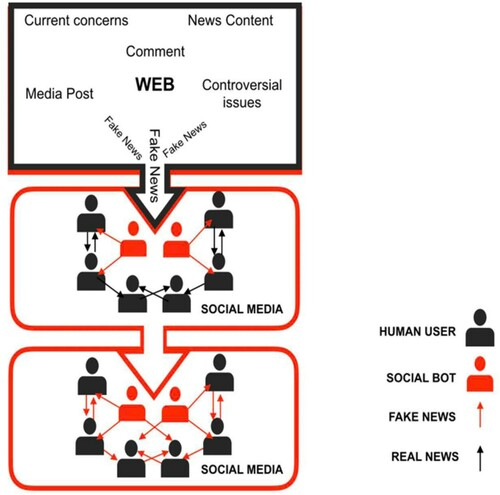 Current concerns
News Content
Comment
Media Post
WEB
Controversial
issues
Fake News
Fake News
Fake News
SOCIAL MEDIA
HUMAN USER
SOCIAL BOT
FAKE NEWS
REAL NEWS
SOCIAL MEDIA